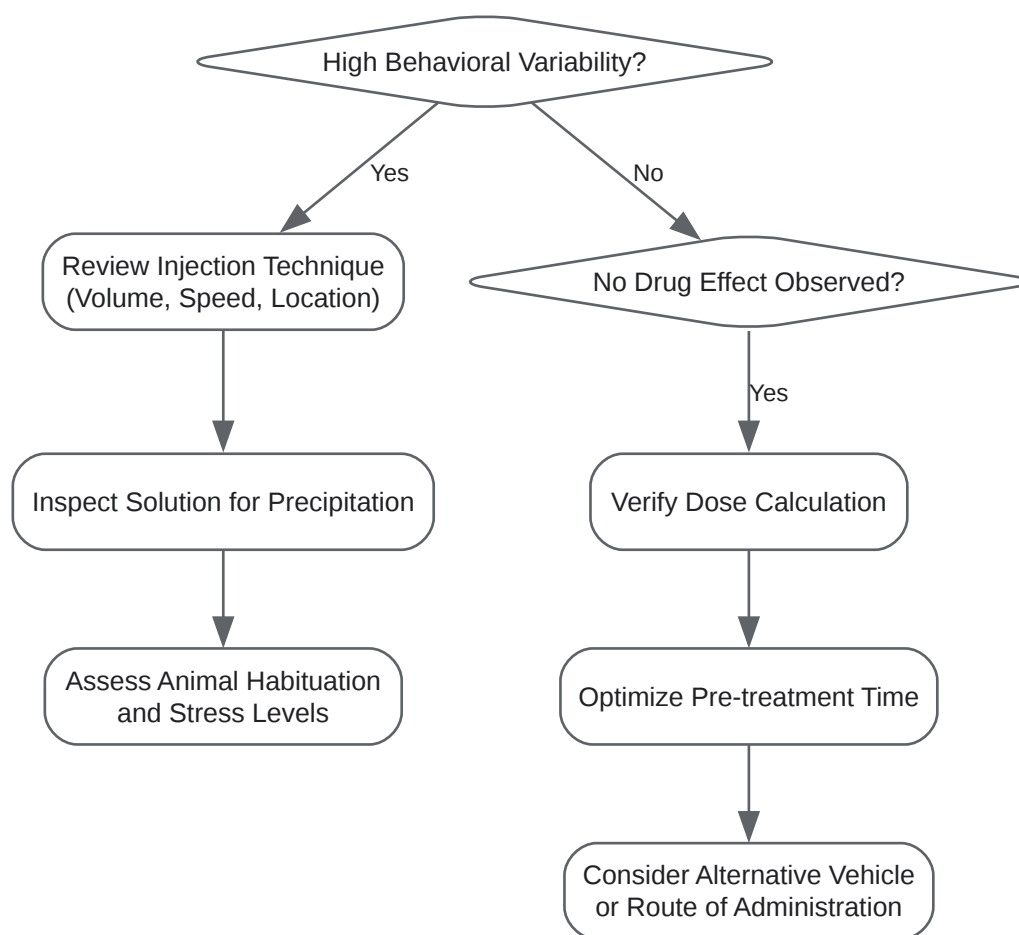 High Behavioral Variability?
Yes
No
Review Injection Technique
(Volume, Speed, Location)
No Drug Effect Observed?
Yes
Inspect Solution for Precipitation
Verify Dose Calculation
Assess Animal Habituation
and Stress Levels
Optimize Pre-treatment Time
Consider Alternative Vehicle
or Route of Administration